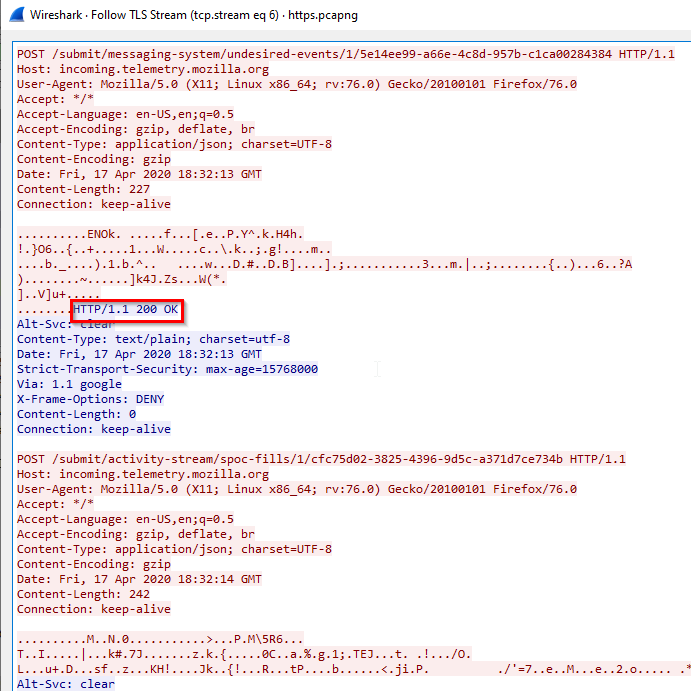 Wireshark · Follow TLS Stream (tcp.stream eq 6) · https.pcapng
POST /submit/messaging-system/undesired-events/1/5e14ee99-a66e-4c8d-957b-c1ca00284384 HTTP/1.1
Host: incoming.telemetry.mozilla.org
User-Agent: Mozilla/5.0 (X11; Linux x86_64; rv:76.0) Gecko/20100101 Firefox/76.0
Accept: */*
Accept-Language: en-US,en;q=0.5
Accept-Encoding: gzip, deflate, br
Content-Type: application/json; charset=UTF-8
Content-Encoding: gzip
Date: Fri, 17 Apr 2020 18:32:13 GMT
Content-Length: 227
Connection: keep-alive
..........ENOk. .....f...[.e..P.Y^.k.H4h.
!.}O6..{..+.....1...W.....c..\.k..;.g!....m..
....b._....).1.b.^.. ....w...D.#..D.B]....].;..........3...m.|..;........{..)...6..?A
)........~......]k4J.Zs...W(*.
]..V]u+.....
........HTTP/1.1 200 OK
Alt-Svc: clear
Content-Type: text/plain; charset=utf-8
Date: Fri, 17 Apr 2020 18:32:13 GMT
Strict-Transport-Security: max-age=15768000
Via: 1.1 google
X-Frame-Options: DENY
Content-Length: 0
Connection: keep-alive
POST /submit/activity-stream/spoc-fills/1/cfc75d02-3825-4396-9d5c-a371d7ce734b HTTP/1.1
Host: incoming.telemetry.mozilla.org
User-Agent: Mozilla/5.0 (X11; Linux x86_64; rv:76.0) Gecko/20100101 Firefox/76.0
Accept: */*
Accept-Language: en-US,en;q=0.5
Accept-Encoding: gzip, deflate, br
Content-Type: application/json; charset=UTF-8
Content-Encoding: gzip
Date: Fri, 17 Apr 2020 18:32:14 GMT
Content-Length: 242
Connection: keep-alive
..........M..N.0...........>...P.M\5R6...
T..I.....|...k#.7J.......z.k.{.....0C..a.%.g.1;.TEJ...t. .!.../O.
L...u+.D...sf..z...KH!....Jk..{!...R...tP....b......<.ji.P. ./'=7..e..M...e..2.o..... .*
Alt-Svc: clear